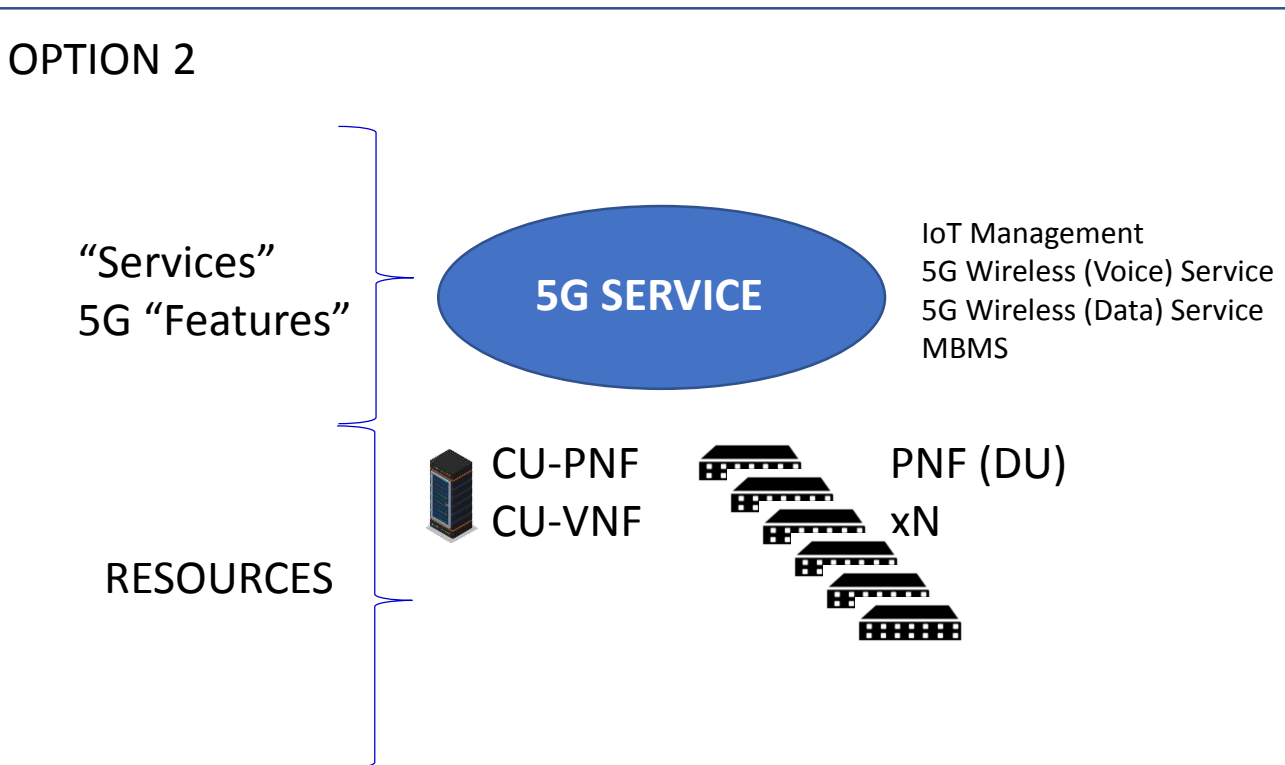 OPTION 2
“Services”
5G “Features”
5G SERVICE
IoT Management
5G Wireless (Voice) Service
5G Wireless (Data) Service
MBMS
RESOURCES
CU-PNF
CU-VNF
PNF (DU)
xN